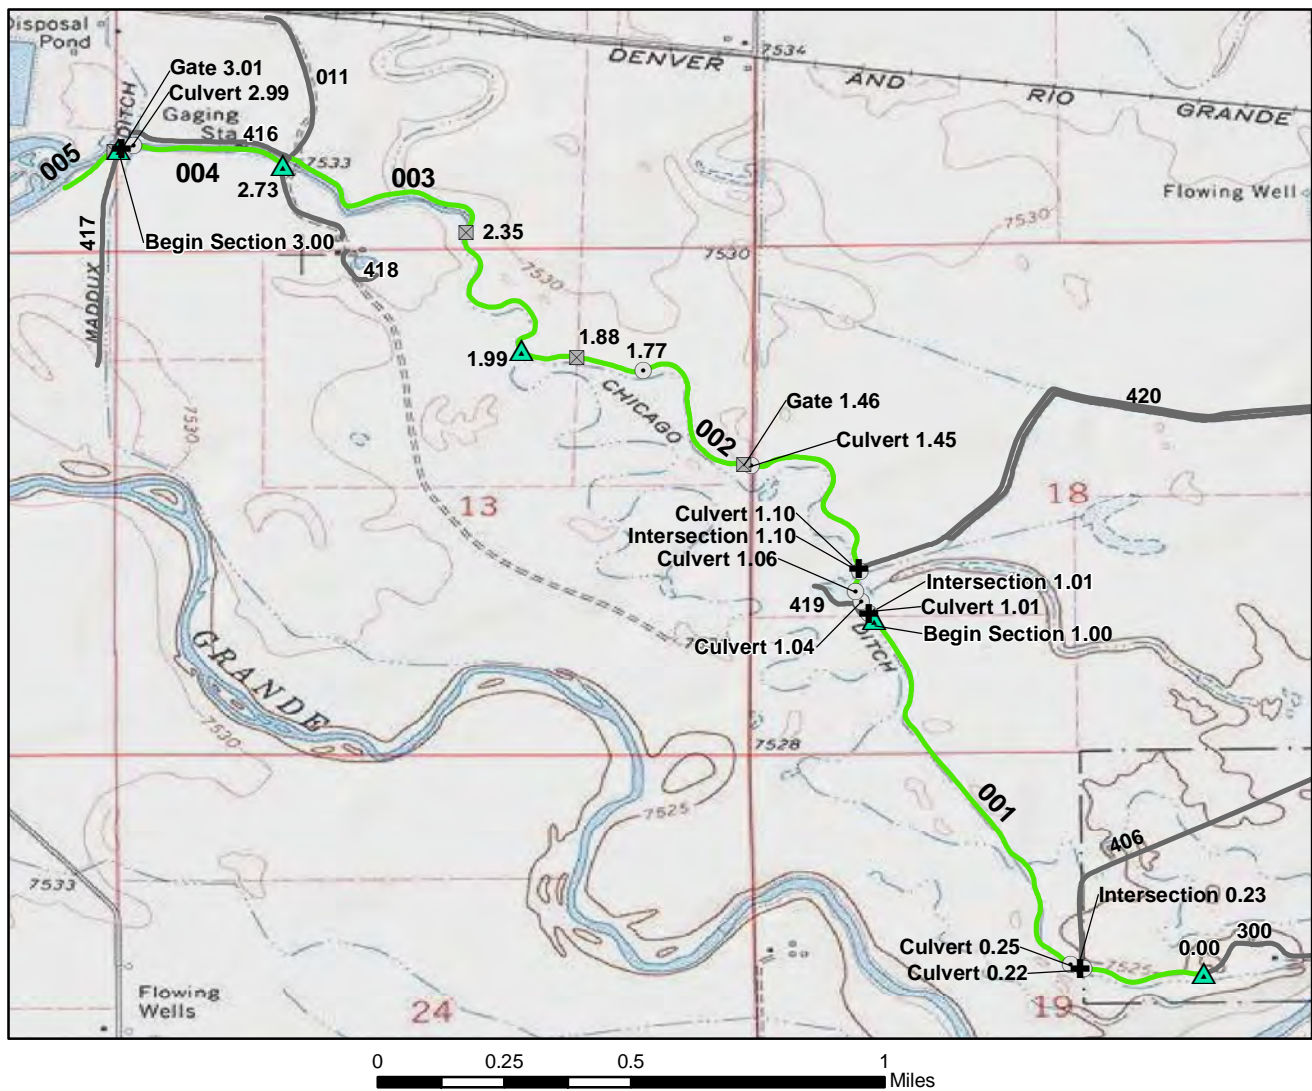 Disposal
Pond
DENVER AND RIO GRANDE
7534
Gate 3.01
011
Culvert 2.99
DITCH
Gaging
Sta
416
7533
005
004
2.73
003
Flowing Well
7530
417
Begin Section 3.00
2.35
7530
418
MADDUX
7530
1.99
1.88
1.77
7530
CHICAGO
002
Gate 1.46
420
Culvert 1.45
13
18
Culvert 1.10
Intersection 1.10
Culvert 1.06
Intersection 1.01
419
Culvert 1.01
Begin Section 1.00
Culvert 1.04
DITCH
GRANDE
7530
7528
7525
001
406
7533
Intersection 0.23
300
0.00
Culvert 0.25
7525
Culvert 0.22
Flowing
Wells
24
19
0 0.25 0.5 1
Miles